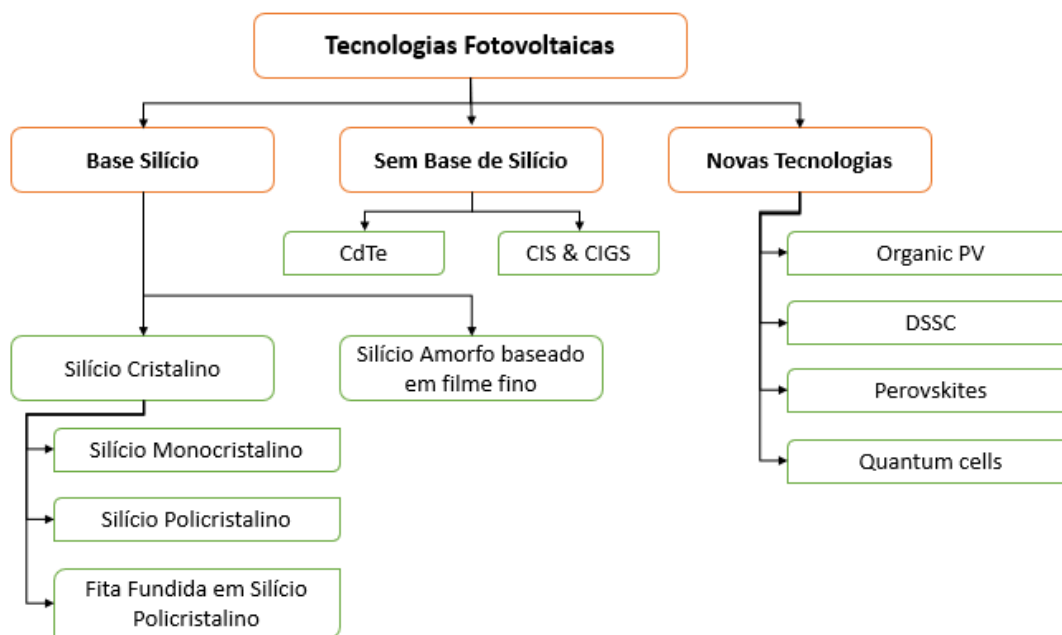 Tecnologias Fotovoltaicas
Base Silício
Sem Base de Silício
Novas Tecnologias
CdTe
CIS & CIGS
Organic PV
DSSC
Silício Cristalino
Silício Amorfo baseado
em filme fino
Perovskites
Silício Monocristalino
Quantum cells
Silício Policristalino
Fita Fundida em Silício
Policristalino